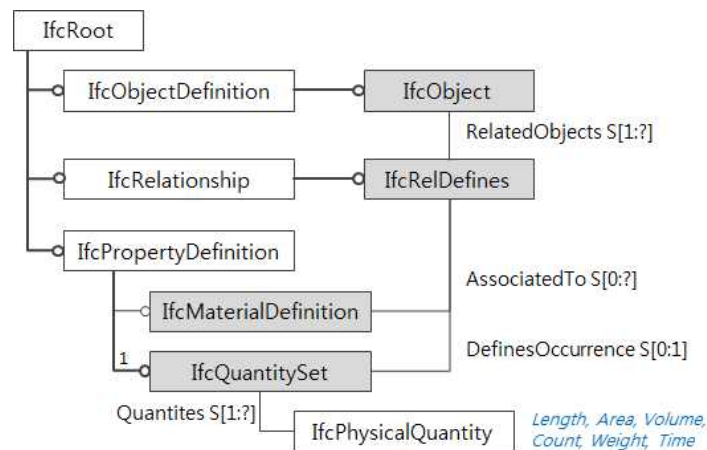 IfcRoot
IfcObjectDefinition
IfcObject
RelatedObjects S[1:?]
IfcRelationship
IfcRelDefines
IfcPropertyDefinition
AssociatedTo S[0:?]
IfcMaterialDefinition
1
DefinesOccurrence S[0:1]
IfcQuantitySet
Quantites S[1:?]
IfcPhysicalQuantity
Length, Area, Volume,
Count, Weight, Time